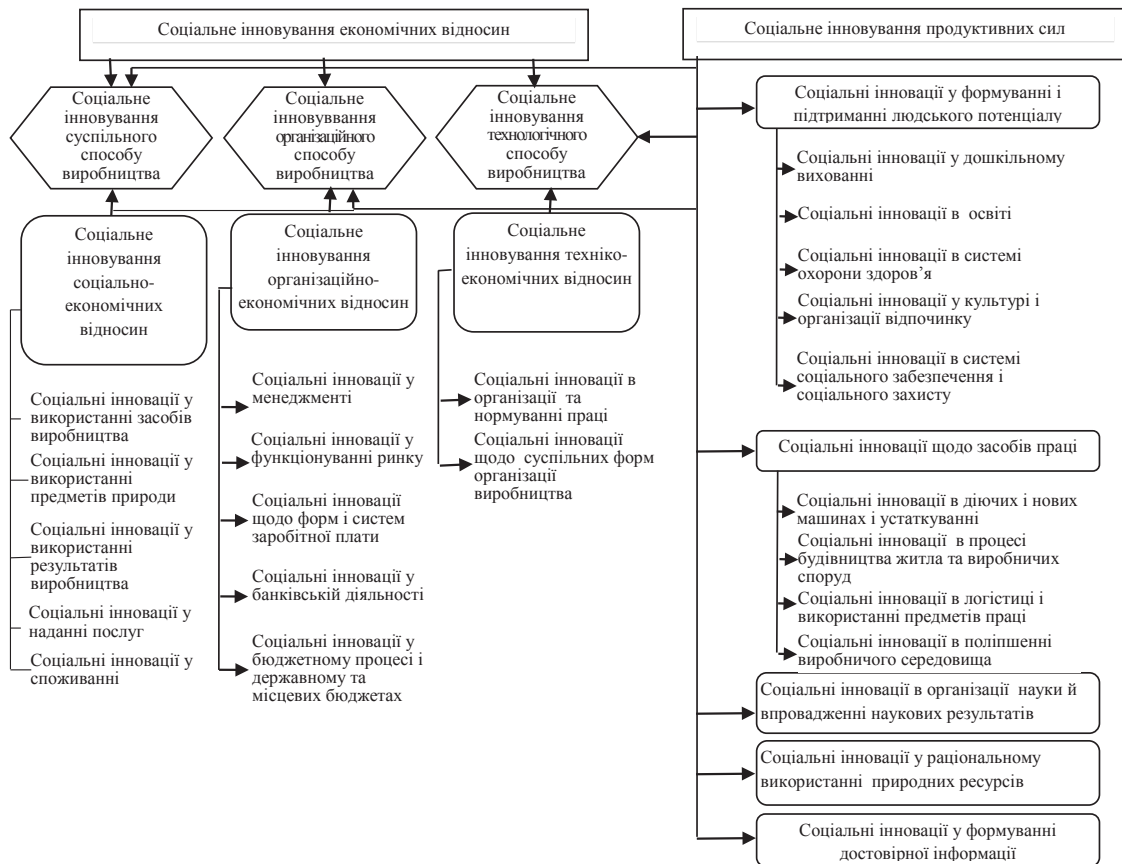 Соціальне інновування економічних відносин
Соціальне інновування продуктивних сил
Соціальне
інновування
суспільного
способу
виробництва
Соціальне
інноввування
організаційного
способу
виробництва
Соціальне
інновування
технологічного
способу
виробництва
Соціальне
інновування
соціально-
економічних
відносин
Соціальні інновації у
використанні засобів
виробництва
Соціальні інновації у
використанні
предметів природи
Соціальні інновації у
використанні
результатів
виробництва
Соціальні інновації у
наданні послуг
Соціальні інновації у
споживанні
Соціальне
інновування
організаційно-
економічних відносин
Соціальні інновації у
менеджменті
Соціальні інновації у
функціонуванні ринку
Соціальні інновації
щодо форм і систем
заробітної плати
Соціальні інновації у
банківській діяльності
Соціальні інновації у
бюджетному процесі і
державному та
місцевих бюджетах
Соціальне
інновування техніко-
економічних відносин
Соціальні інновації в
організації та
нормуванні праці
Соціальні інновації
щодо суспільних форм
організації
виробництва
Соціальні інновації у формуванні і
підтриманні людського потенціалу
Соціальні інновації у дошкільному
вихованні
Соціальні інновації в освіті
Соціальні інновації в системі
охорони здоров’я
Соціальні інновації у культурі і
організації відпочинку
Соціальні інновації в системі
соціального забезпечення і
соціального захисту
Соціальні інновації щодо засобів праці
Соціальні інновації в діючих і нових
машинах і устаткуванні
Соціальні інновації в процесі
будівництва житла та виробничих
споруд
Соціальні інновації в логістиці і
використанні предметів праці
Соціальні інновації в поліпшенні
виробничого середовища
Соціальні інновації в організації науки й
впровадженні наукових результатів
Соціальні інновації у раціональному
використанні природних ресурсів
Соціальні інновації у формуванні
достовірної інформації